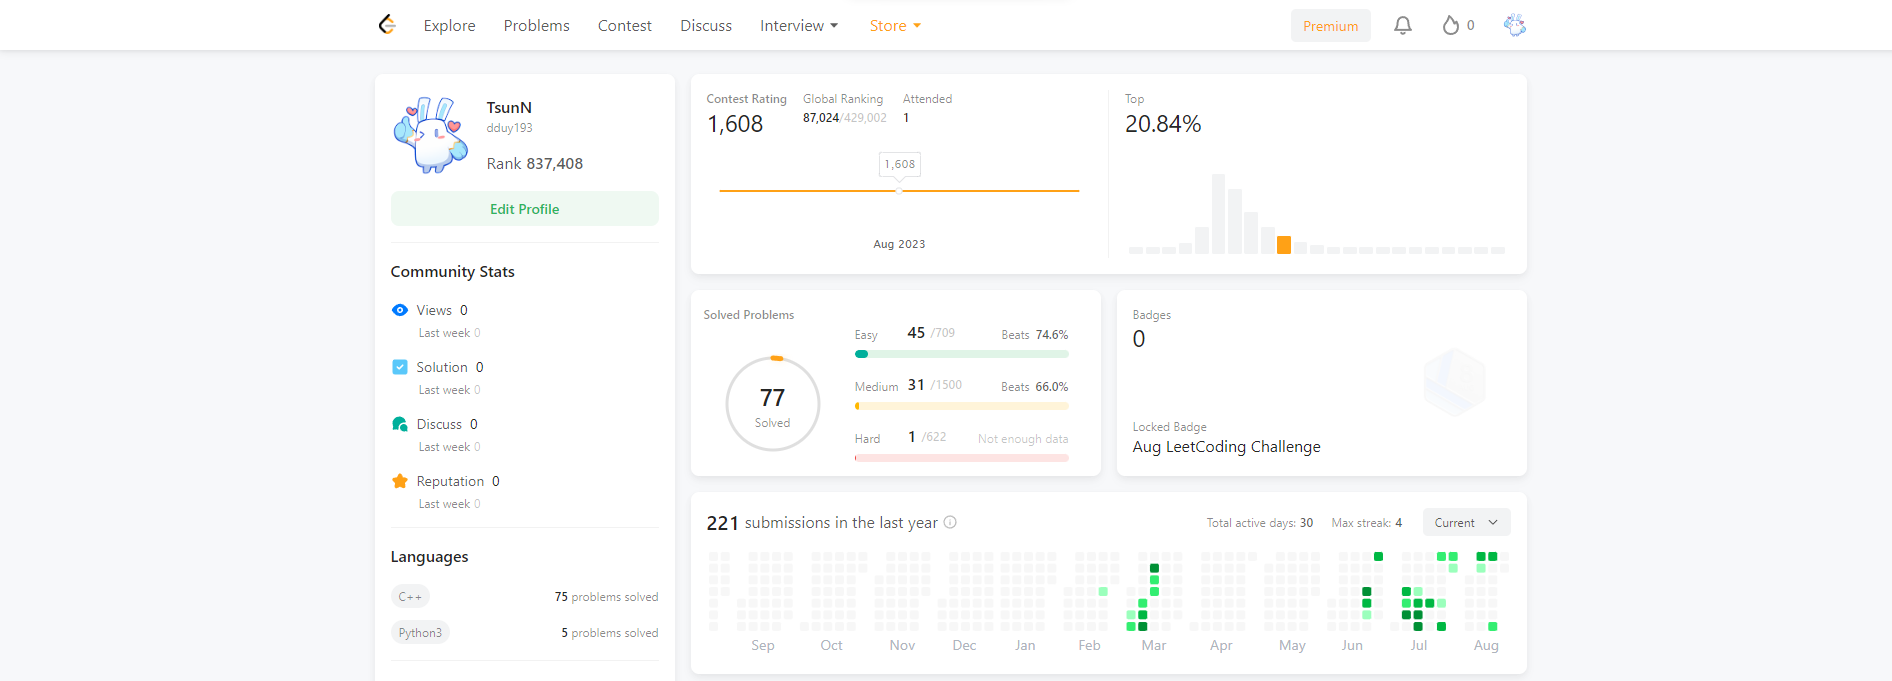 Explore Problems Contest Discuss Interview Store Premium 0
TsunN
dduy193
Rank 837,408
Edit Profile
Community Stats
Views 0
Last week 0
Solution 0
Last week 0
Discuss 0
Last week 0
Reputation 0
Last week 0
Languages
C++ 75 problems solved
Python3 5 problems solved
Contest Rating Global Ranking Attended
1,608 87,024/429,002 1
1,608
Aug 2023
Top
20.84%
Solved Problems
77
Solved
Easy 45 /709 Beats 74.6%
Medium 31 /1500 Beats 66.0%
Hard 1 /622 Not enough data
Badges
0
Locked Badge
Aug LeetCoding Challenge
221 submissions in the last year Total active days: 30 Max streak: 4 Current
Sep Oct Nov Dec Jan Feb Mar Apr May Jun Jul Aug